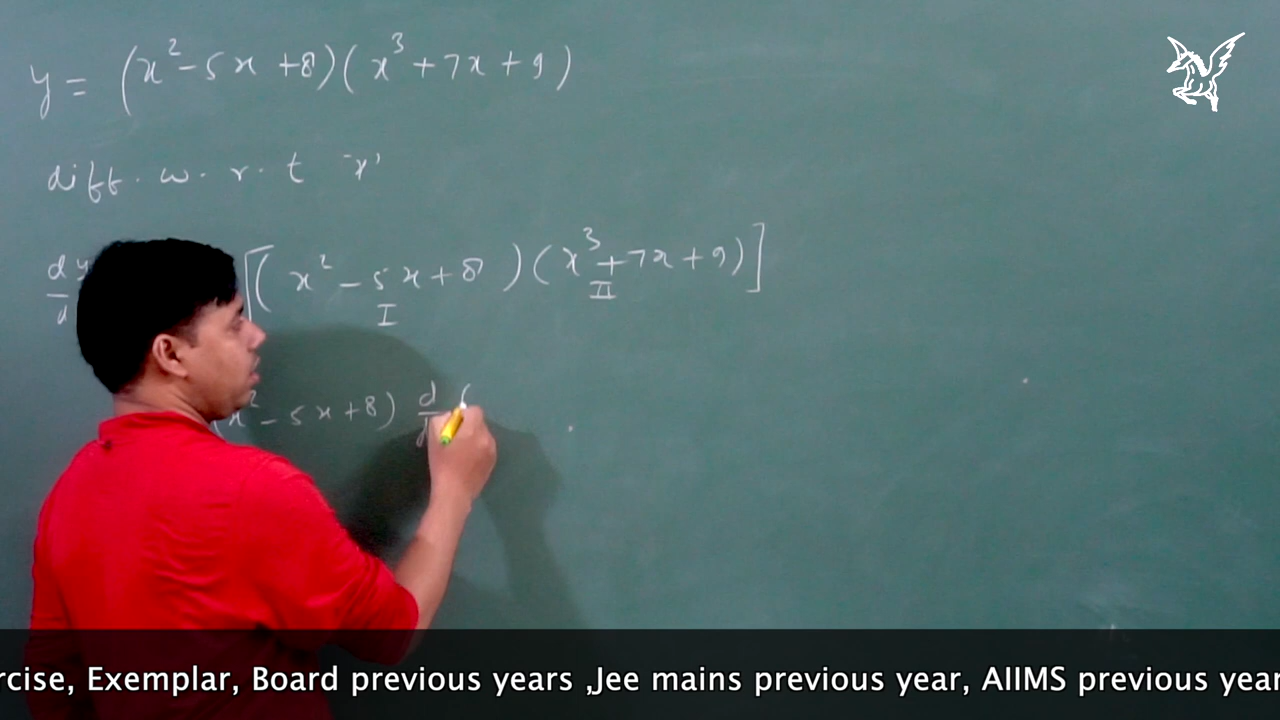 y = (x² - 5x + 8)(x³ + 7x + 9)
diff. w. r. t 'x'
dy [(x² - 5x + 8)(x³ + 7x + 9)]
d I II
(x² - 5x + 8) d (
rcise, Exemplar, Board previous years ,Jee mains previous year, AIIMS previous year